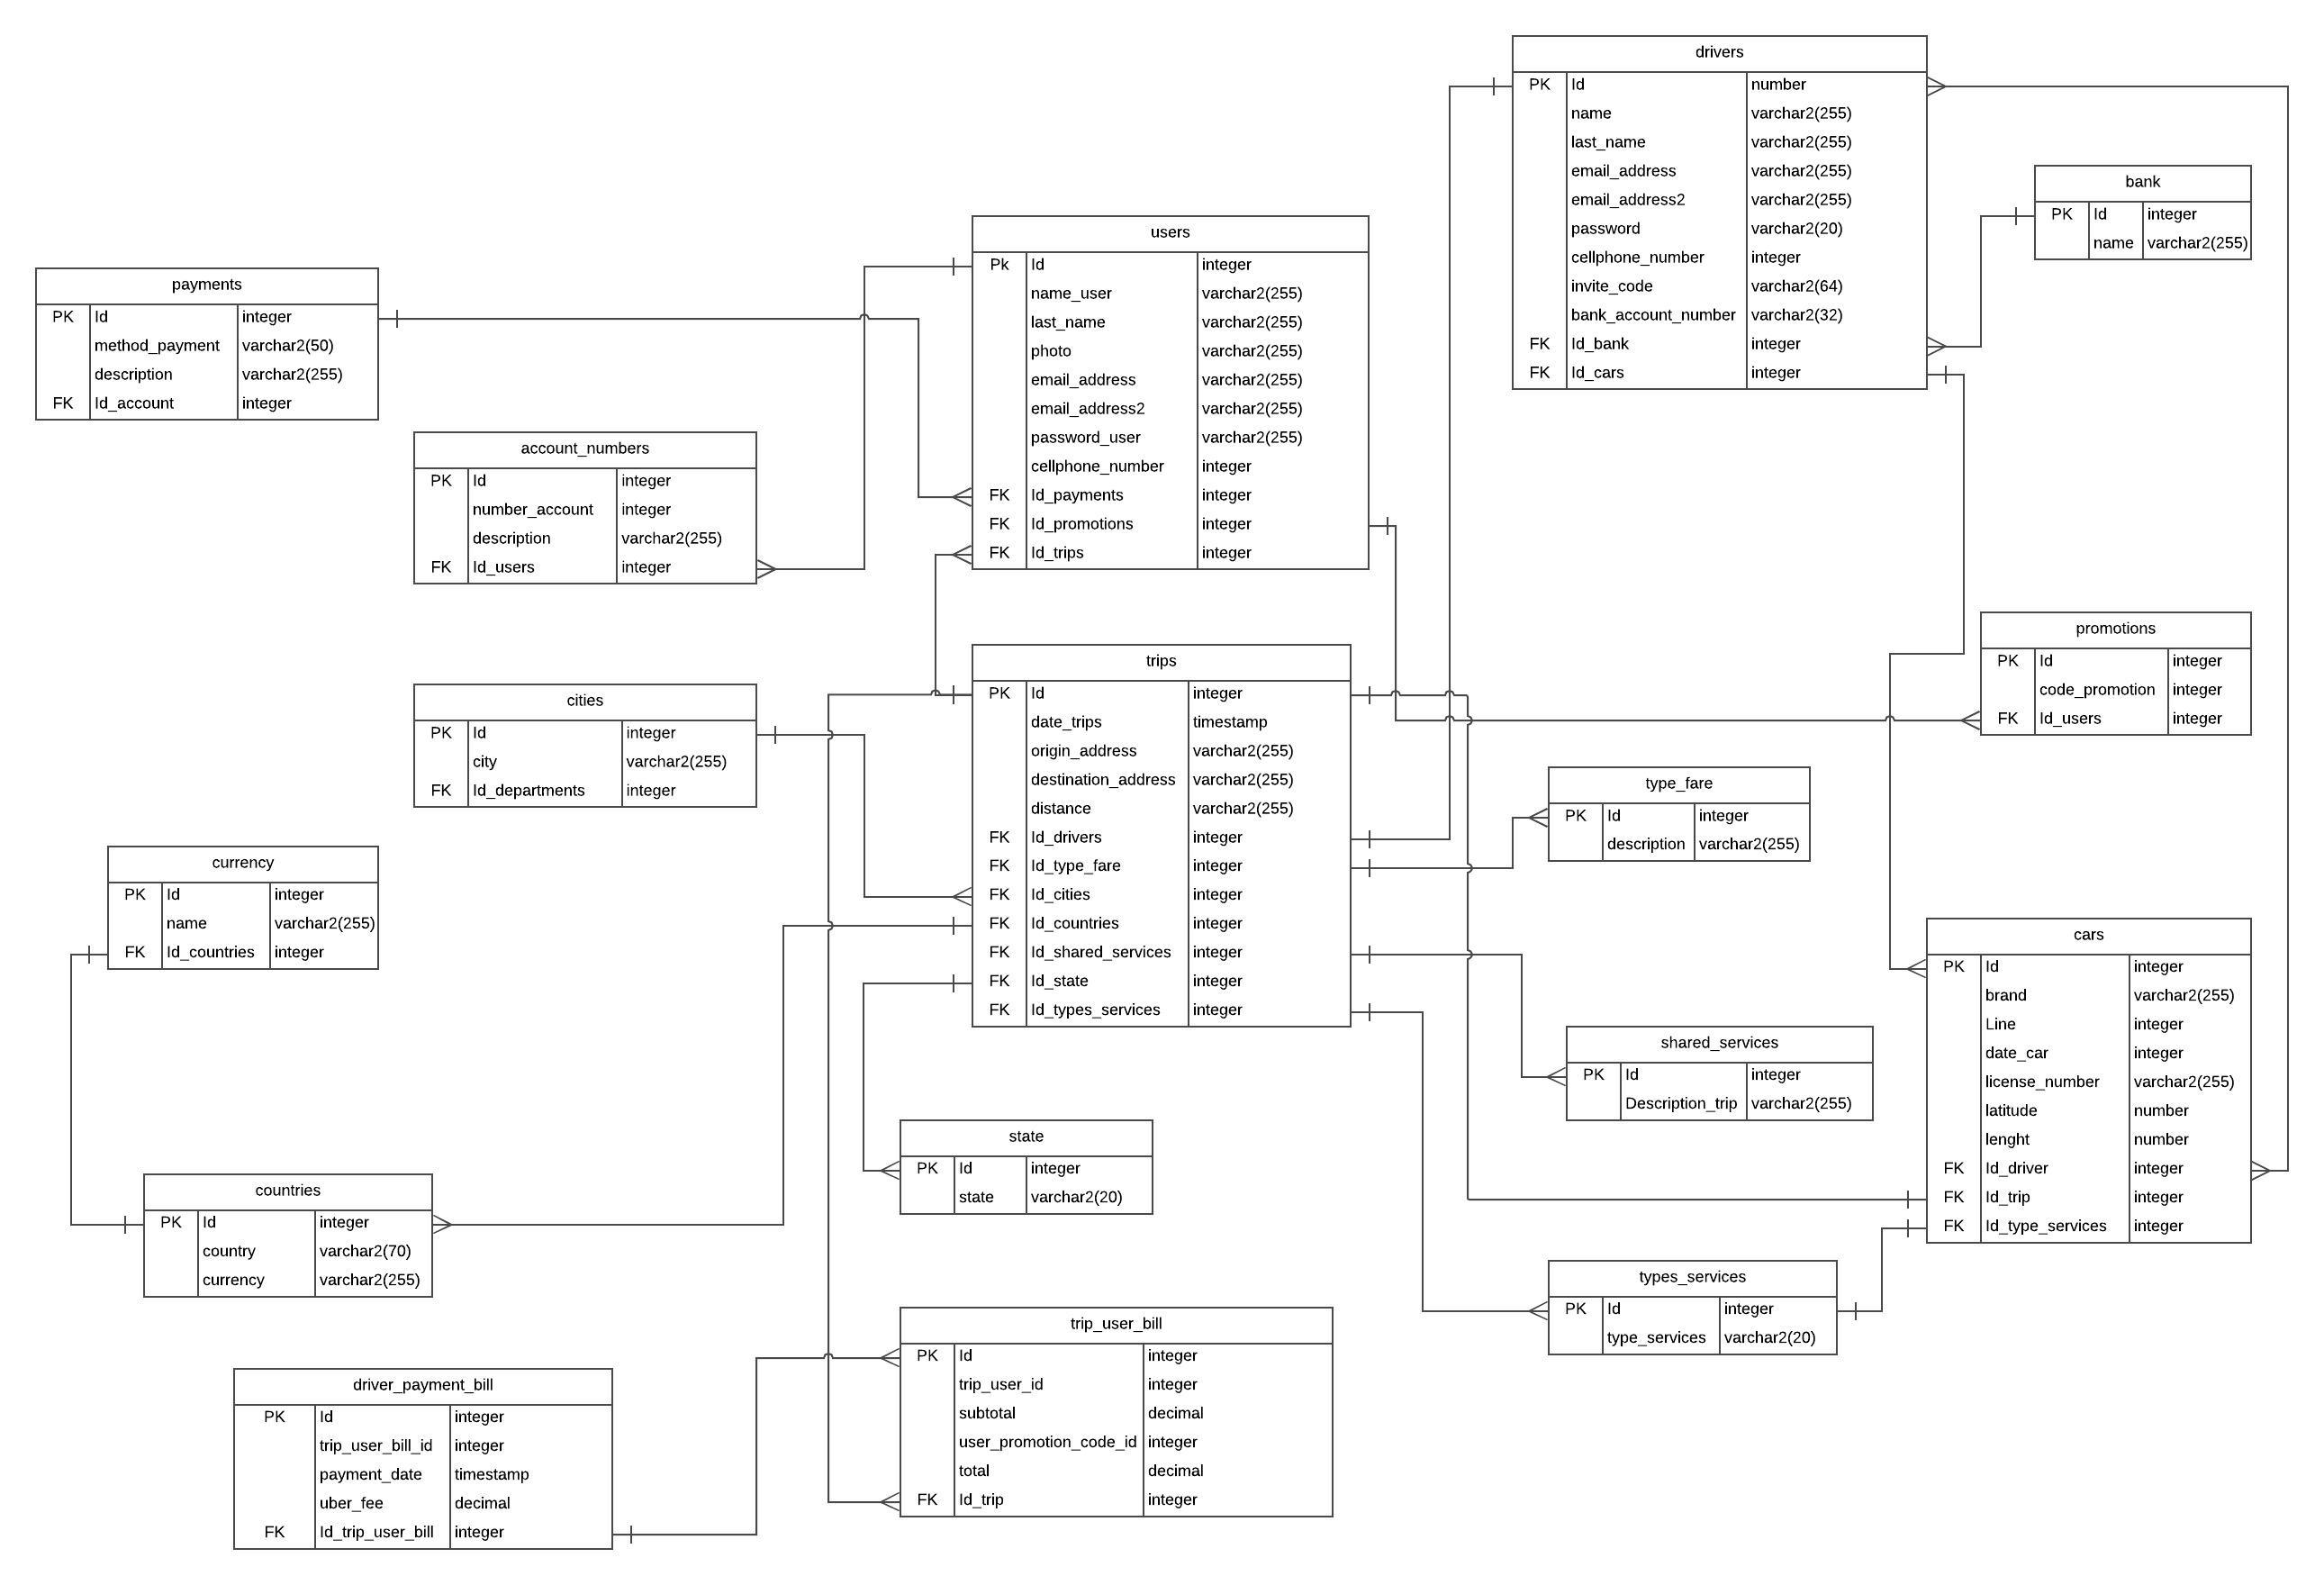 drivers
PK Id number
name varchar2(255)
last_name varchar2(255)
email_address varchar2(255)
email_address2 varchar2(255)
password varchar2(20)
cellphone_number integer
invite_code varchar2(64)
bank_account_number varchar2(32)
FK Id_bank integer
FK Id_cars integer
bank
PK Id integer
name varchar2(255)
users
Pk Id integer
name_user varchar2(255)
last_name varchar2(255)
photo varchar2(255)
email_address varchar2(255)
email_address2 varchar2(255)
password_user varchar2(255)
cellphone_number integer
FK Id_payments integer
FK Id_promotions integer
FK Id_trips integer
payments
PK Id integer
method_payment varchar2(50)
description varchar2(255)
FK Id_account integer
account_numbers
PK Id integer
number_account integer
description varchar2(255)
FK Id_users integer
promotions
PK Id integer
code_promotion integer
FK Id_users integer
trips
PK Id integer
date_trips timestamp
origin_address varchar2(255)
destination_address varchar2(255)
distance varchar2(255)
FK Id_drivers integer
FK Id_type_fare integer
FK Id_cities integer
FK Id_countries integer
FK Id_shared_services integer
FK Id_state integer
FK Id_types_services integer
cities
PK Id integer
city varchar2(255)
FK Id_departments integer
type_fare
PK Id integer
description varchar2(255)
currency
PK Id integer
name varchar2(255)
FK Id_countries integer
cars
PK Id integer
brand varchar2(255)
Line integer
date_car integer
license_number varchar2(255)
latitude number
lenght number
FK Id_driver integer
FK Id_trip integer
FK Id_type_services integer
shared_services
PK Id integer
Description_trip varchar2(255)
state
PK Id integer
state varchar2(20)
countries
PK Id integer
country varchar2(70)
currency varchar2(255)
types_services
PK Id integer
type_services varchar2(20)
trip_user_bill
PK Id integer
trip_user_id integer
subtotal decimal
user_promotion_code_id integer
total decimal
FK Id_trip integer
driver_payment_bill
PK Id integer
trip_user_bill_id integer
payment_date timestamp
uber_fee decimal
FK Id_trip_user_bill integer